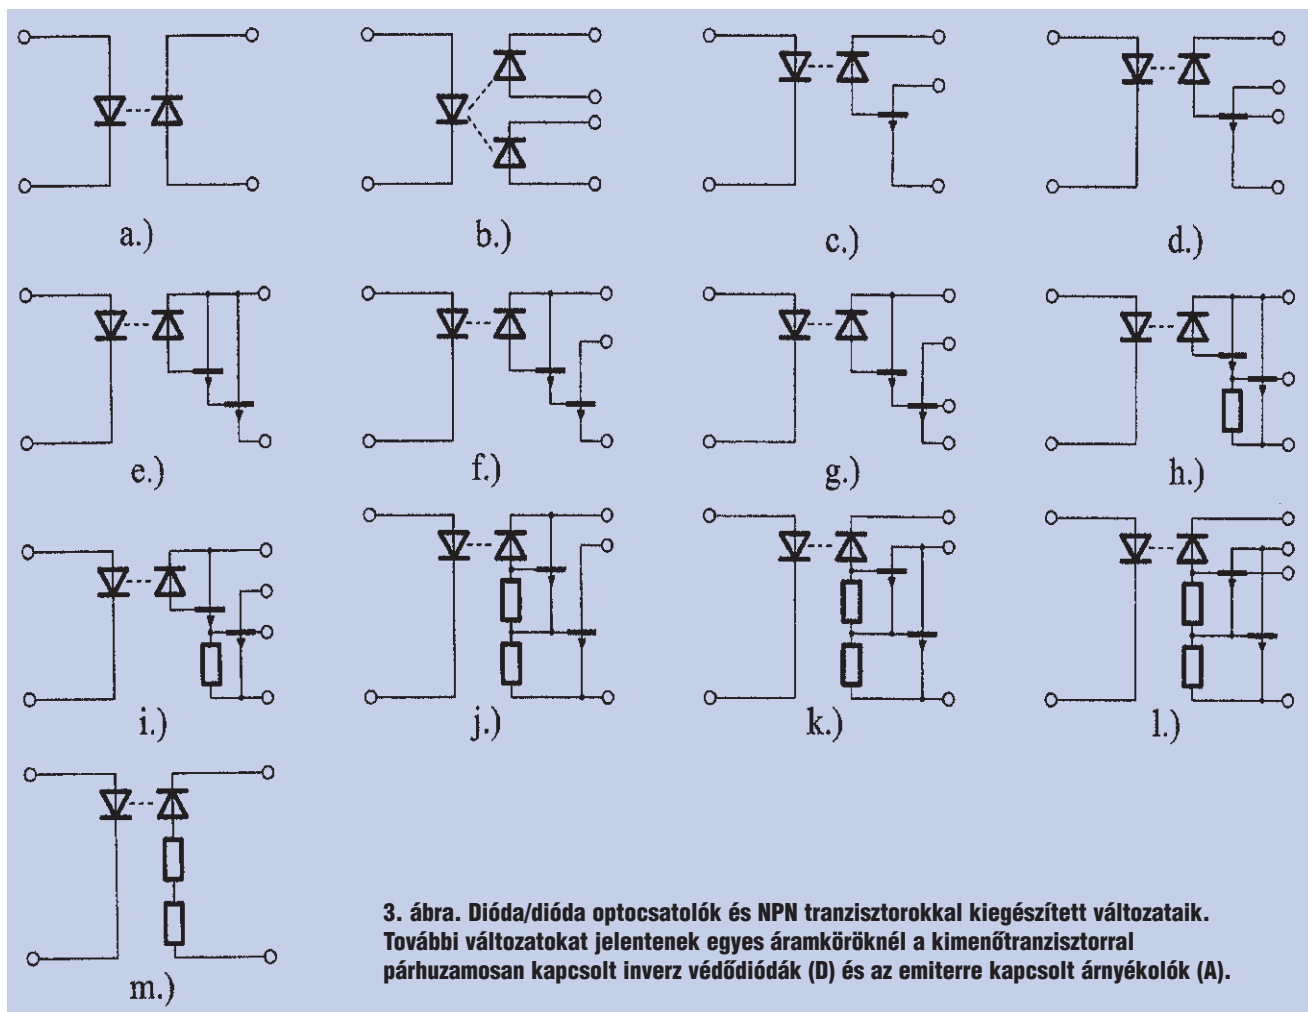 a.)
b.)
c.)
d.)
e.)
f.)
g.)
h.)
i.)
j.)
k.)
l.)
m.)
3. ábra. Dióda/dióda optocsatolók és NPN tranzisztorokkal kiegészített változataik.
További változatokat jelentenek egyes áramköröknél a kimenőtranzisztorral
párhuzamosan kapcsolt inverz védődiódák (D) és az emiterre kapcsolt árnyékolók (A).